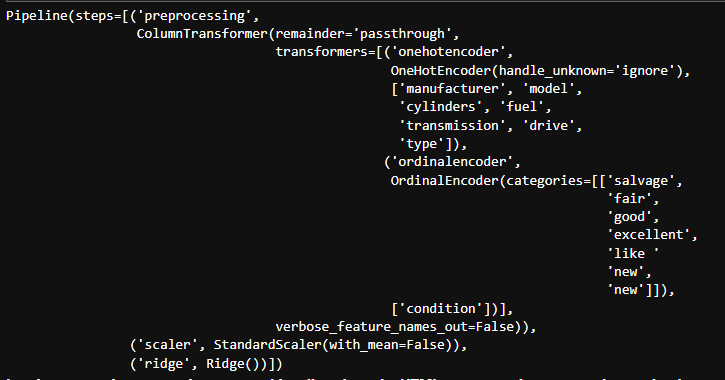 Pipeline(steps=[('preprocessing',
                 ColumnTransformer(remainder='passthrough',
                                   transformers=[('onehotencoder',
                                                  OneHotEncoder(handle_unknown='ignore'),
                                                  ['manufacturer', 'model',
                                                   'cylinders', 'fuel',
                                                   'transmission', 'drive',
                                                   'type']),
                                                 ('ordinalencoder',
                                                  OrdinalEncoder(categories=[['salvage',
                                                                              'fair',
                                                                              'good',
                                                                              'excellent',
                                                                              'like '
                                                                              'new',
                                                                              'new']]),
                                                  ['condition'])],
                                   verbose_feature_names_out=False)),
                ('scaler', StandardScaler(with_mean=False)),
                ('ridge', Ridge())])